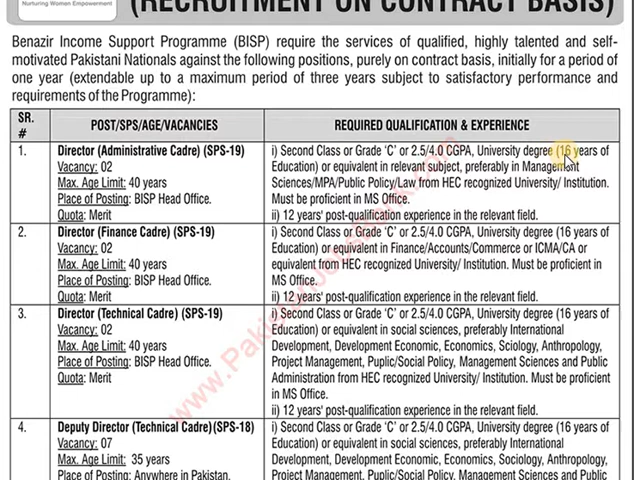 (RECRUITMENT ON CONTRACT BASIS)
Nurturing Women Empowerment
Benazir Income Support Programme (BISP) require the services of qualified, highly talented and self-
motivated Pakistani Nationals against the following positions, purely on contract basis, initially for a period of
one year (extendable up to a maximum period of three years subject to satisfactory performance and
requirements of the Programme):
SR. #
POST/SPS/AGE/VACANCIES
REQUIRED QUALIFICATION & EXPERIENCE
1.
Director (Administrative Cadre) (SPS-19)
Vacancy: 02
Max. Age Limit: 40 years
Place of Posting: BISP Head Office.
Quota: Merit
i) Second Class or Grade ‘C’ or 2.5/4.0 CGPA, University degree (16 years of
Education) or equivalent in relevant subject, preferably in Management
Sciences/MPA/Public Policy/Law from HEC recognized University/ Institution.
Must be proficient in MS Office.
ii) 12 years' post-qualification experience in the relevant field.
2.
Director (Finance Cadre) (SPS-19)
Vacancy: 02
Max. Age Limit: 40 years
Place of Posting: BISP Head Office.
Quota: Merit
i) Second Class or Grade ‘C’ or 2.5/4.0 CGPA, University degree (16 years of
Education) or equivalent in Finance/Accounts/Commerce or ICMA/CA or
equivalent from HEC recognized University/ Institution. Must be proficient in
MS Office.
ii) 12 years' post-qualification experience in the relevant field.
3.
Director (Technical Cadre) (SPS-19)
Vacancy: 02
Max. Age Limit: 40 years
Place of Posting: BISP Head Office.
Quota: Merit
i) Second Class or Grade ‘C’ or 2.5/4.0 CGPA, University degree (16 years of
Education) or equivalent in social sciences, preferably International
Development, Development Economic, Economics, Sciology, Anthropology,
Project Management, Puplic/Social Policy, Management Sciences and Public
Administration from HEC recognized University/ Institution. Must be proficient
in MS Office.
ii) 12 years' post-qualification experience in the relevant field.
4.
Deputy Director (Technical Cadre)(SPS-18)
Vacancy: 07
Max. Age Limit: 35 years
Place of Posting: Anywhere in Pakistan.
i) Second Class or Grade ‘C’ or 2.5/4.0 CGPA, University degree (16 years of
Education) or equivalent in social sciences, preferably International
Development, Development Economic, Economics, Sociology, Anthropology,
Project Management, Puplic/Social Policy, Management Sciences and Public